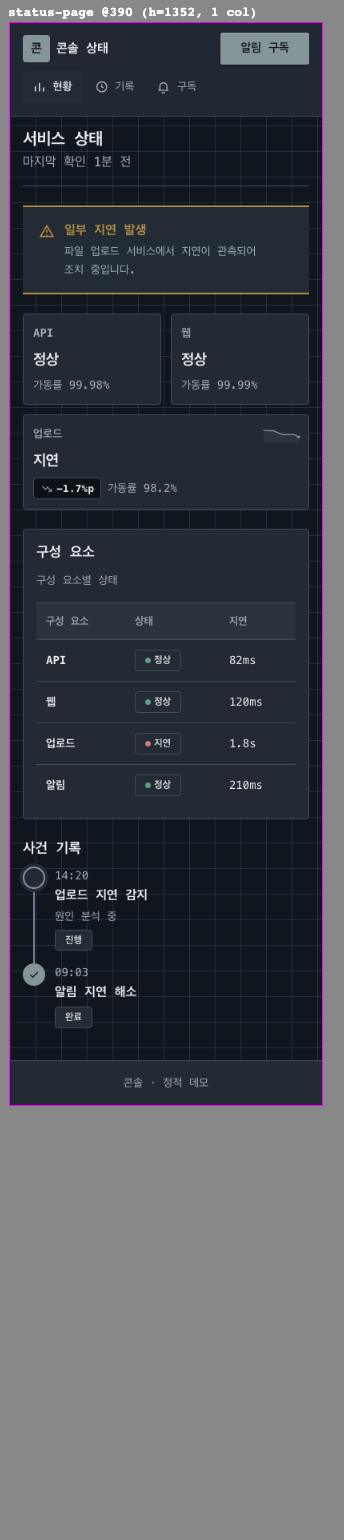 status-page @390 (h=1352, 1 col)
콘 콘솔 상태
알림 구독
현황 기록 구독
서비스 상태
마지막 확인 1분 전
일부 지연 발생
파일 업로드 서비스에서 지연이 관측되어
조치 중입니다.
API
정상
가동률 99.98%
웹
정상
가동률 99.99%
업로드
지연
−1.7%p 가동률 98.2%
구성 요소
구성 요소별 상태
구성 요소 상태 지연
API 정상 82ms
웹 정상 120ms
업로드 지연 1.8s
알림 정상 210ms
사건 기록
14:20
업로드 지연 감지
원인 분석 중
진행
09:03
알림 지연 해소
완료
콘솔 · 정적 데모